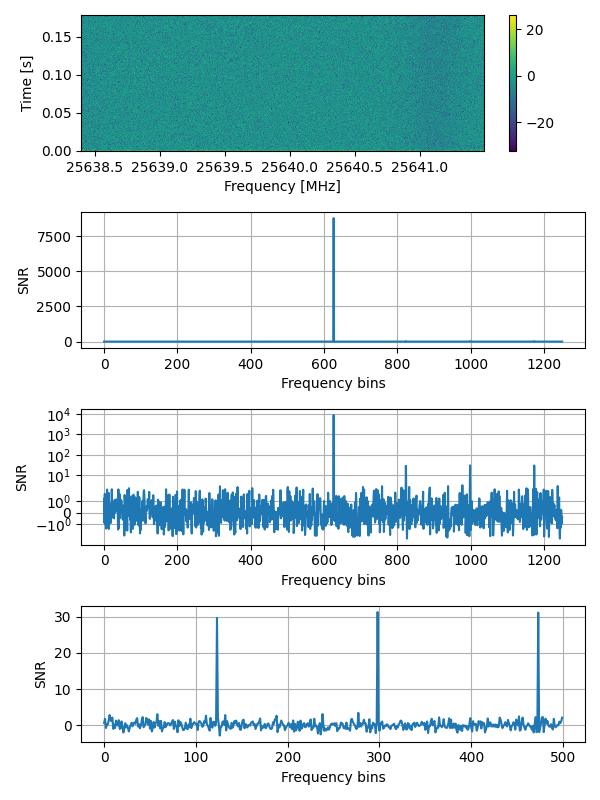 0.15
0.10
0.05
0.00
Time [s]
25638.5 25639.0 25639.5 25640.0 25640.5 25641.0
Frequency [MHz]
20
0
−20
7500
5000
2500
0
SNR
0 200 400 600 800 1000 1200
Frequency bins
10⁴
10³
10²
10¹
10⁰
0
−10⁰
SNR
0 200 400 600 800 1000 1200
Frequency bins
30
20
10
0
SNR
0 100 200 300 400 500
Frequency bins